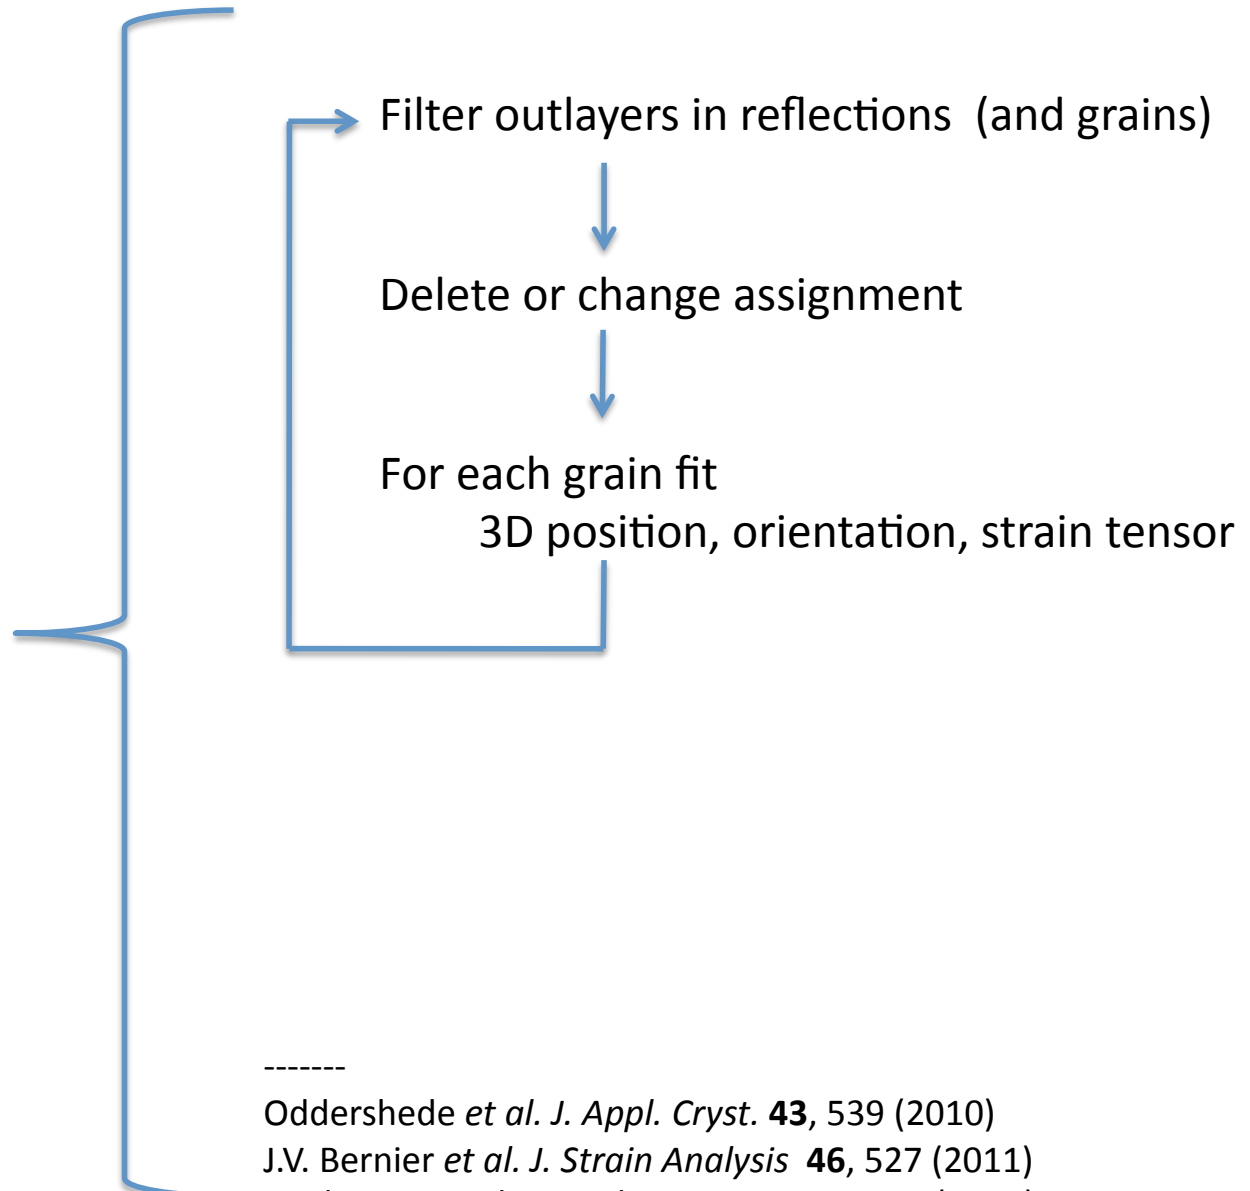 Filter outlayers in reflections (and grains)
Delete or change assignment
For each grain fit
3D position, orientation, strain tensor
-------
Oddershede et al. J. Appl. Cryst. 43, 539 (2010)
J.V. Bernier et al. J. Strain Analysis 46, 527 (2011)